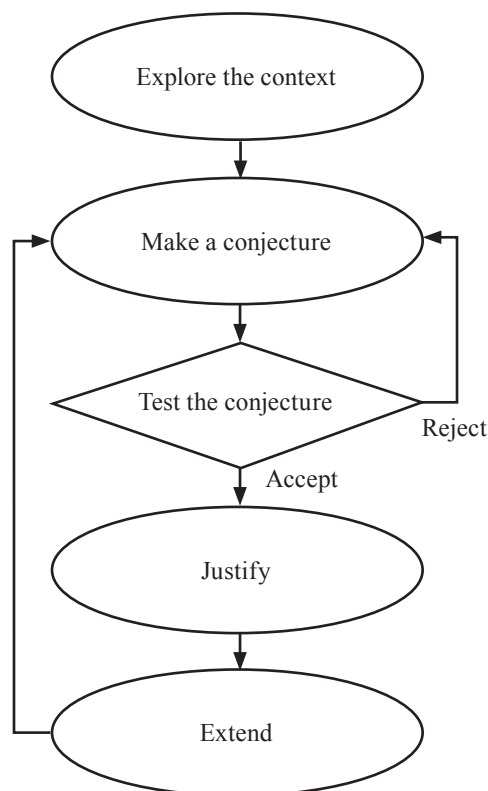 Explore the context
Make a conjecture
Test the conjecture
Reject
Accept
Justify
Extend